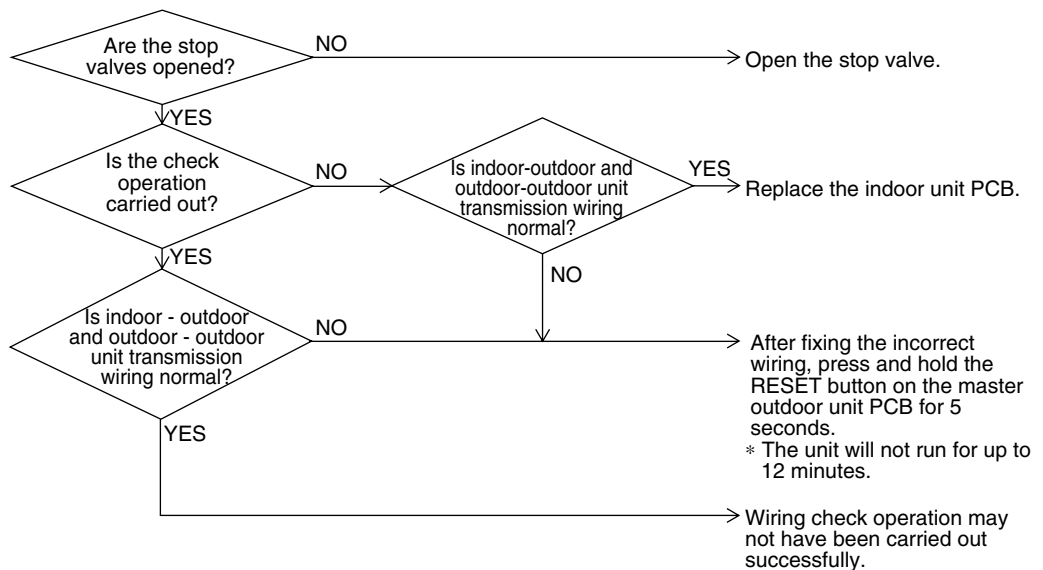 Are the stop
valves opened?
NO
Open the stop valve.
YES
Is the check
operation
carried out?
NO
Is indoor-outdoor and
outdoor-outdoor unit
transmission wiring
normal?
YES
Replace the indoor unit PCB.
YES
NO
Is indoor - outdoor
and outdoor - outdoor
unit transmission
wiring normal?
NO
After fixing the incorrect
wiring, press and hold the
RESET button on the master
outdoor unit PCB for 5
seconds.
* The unit will not run for up to
12 minutes.
YES
Wiring check operation may
not have been carried out
successfully.